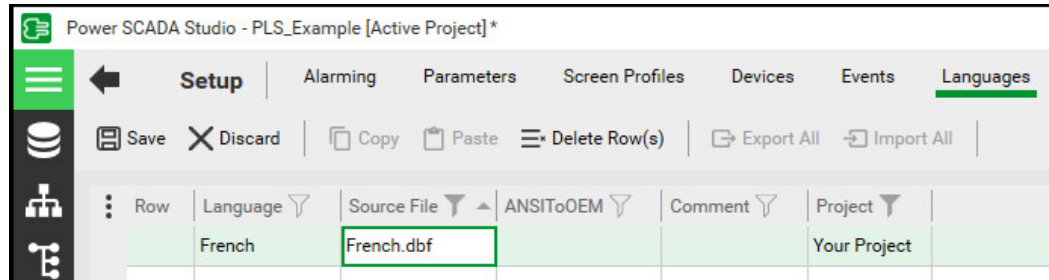 Power SCADA Studio - PLS_Example [Active Project]*
Setup Alarming Parameters Screen Profiles Devices Events Languages
Save Discard Copy Paste Delete Row(s) Export All Import All
Row Language Source File ANSIToOEM Comment Project
French French.dbf Your Project